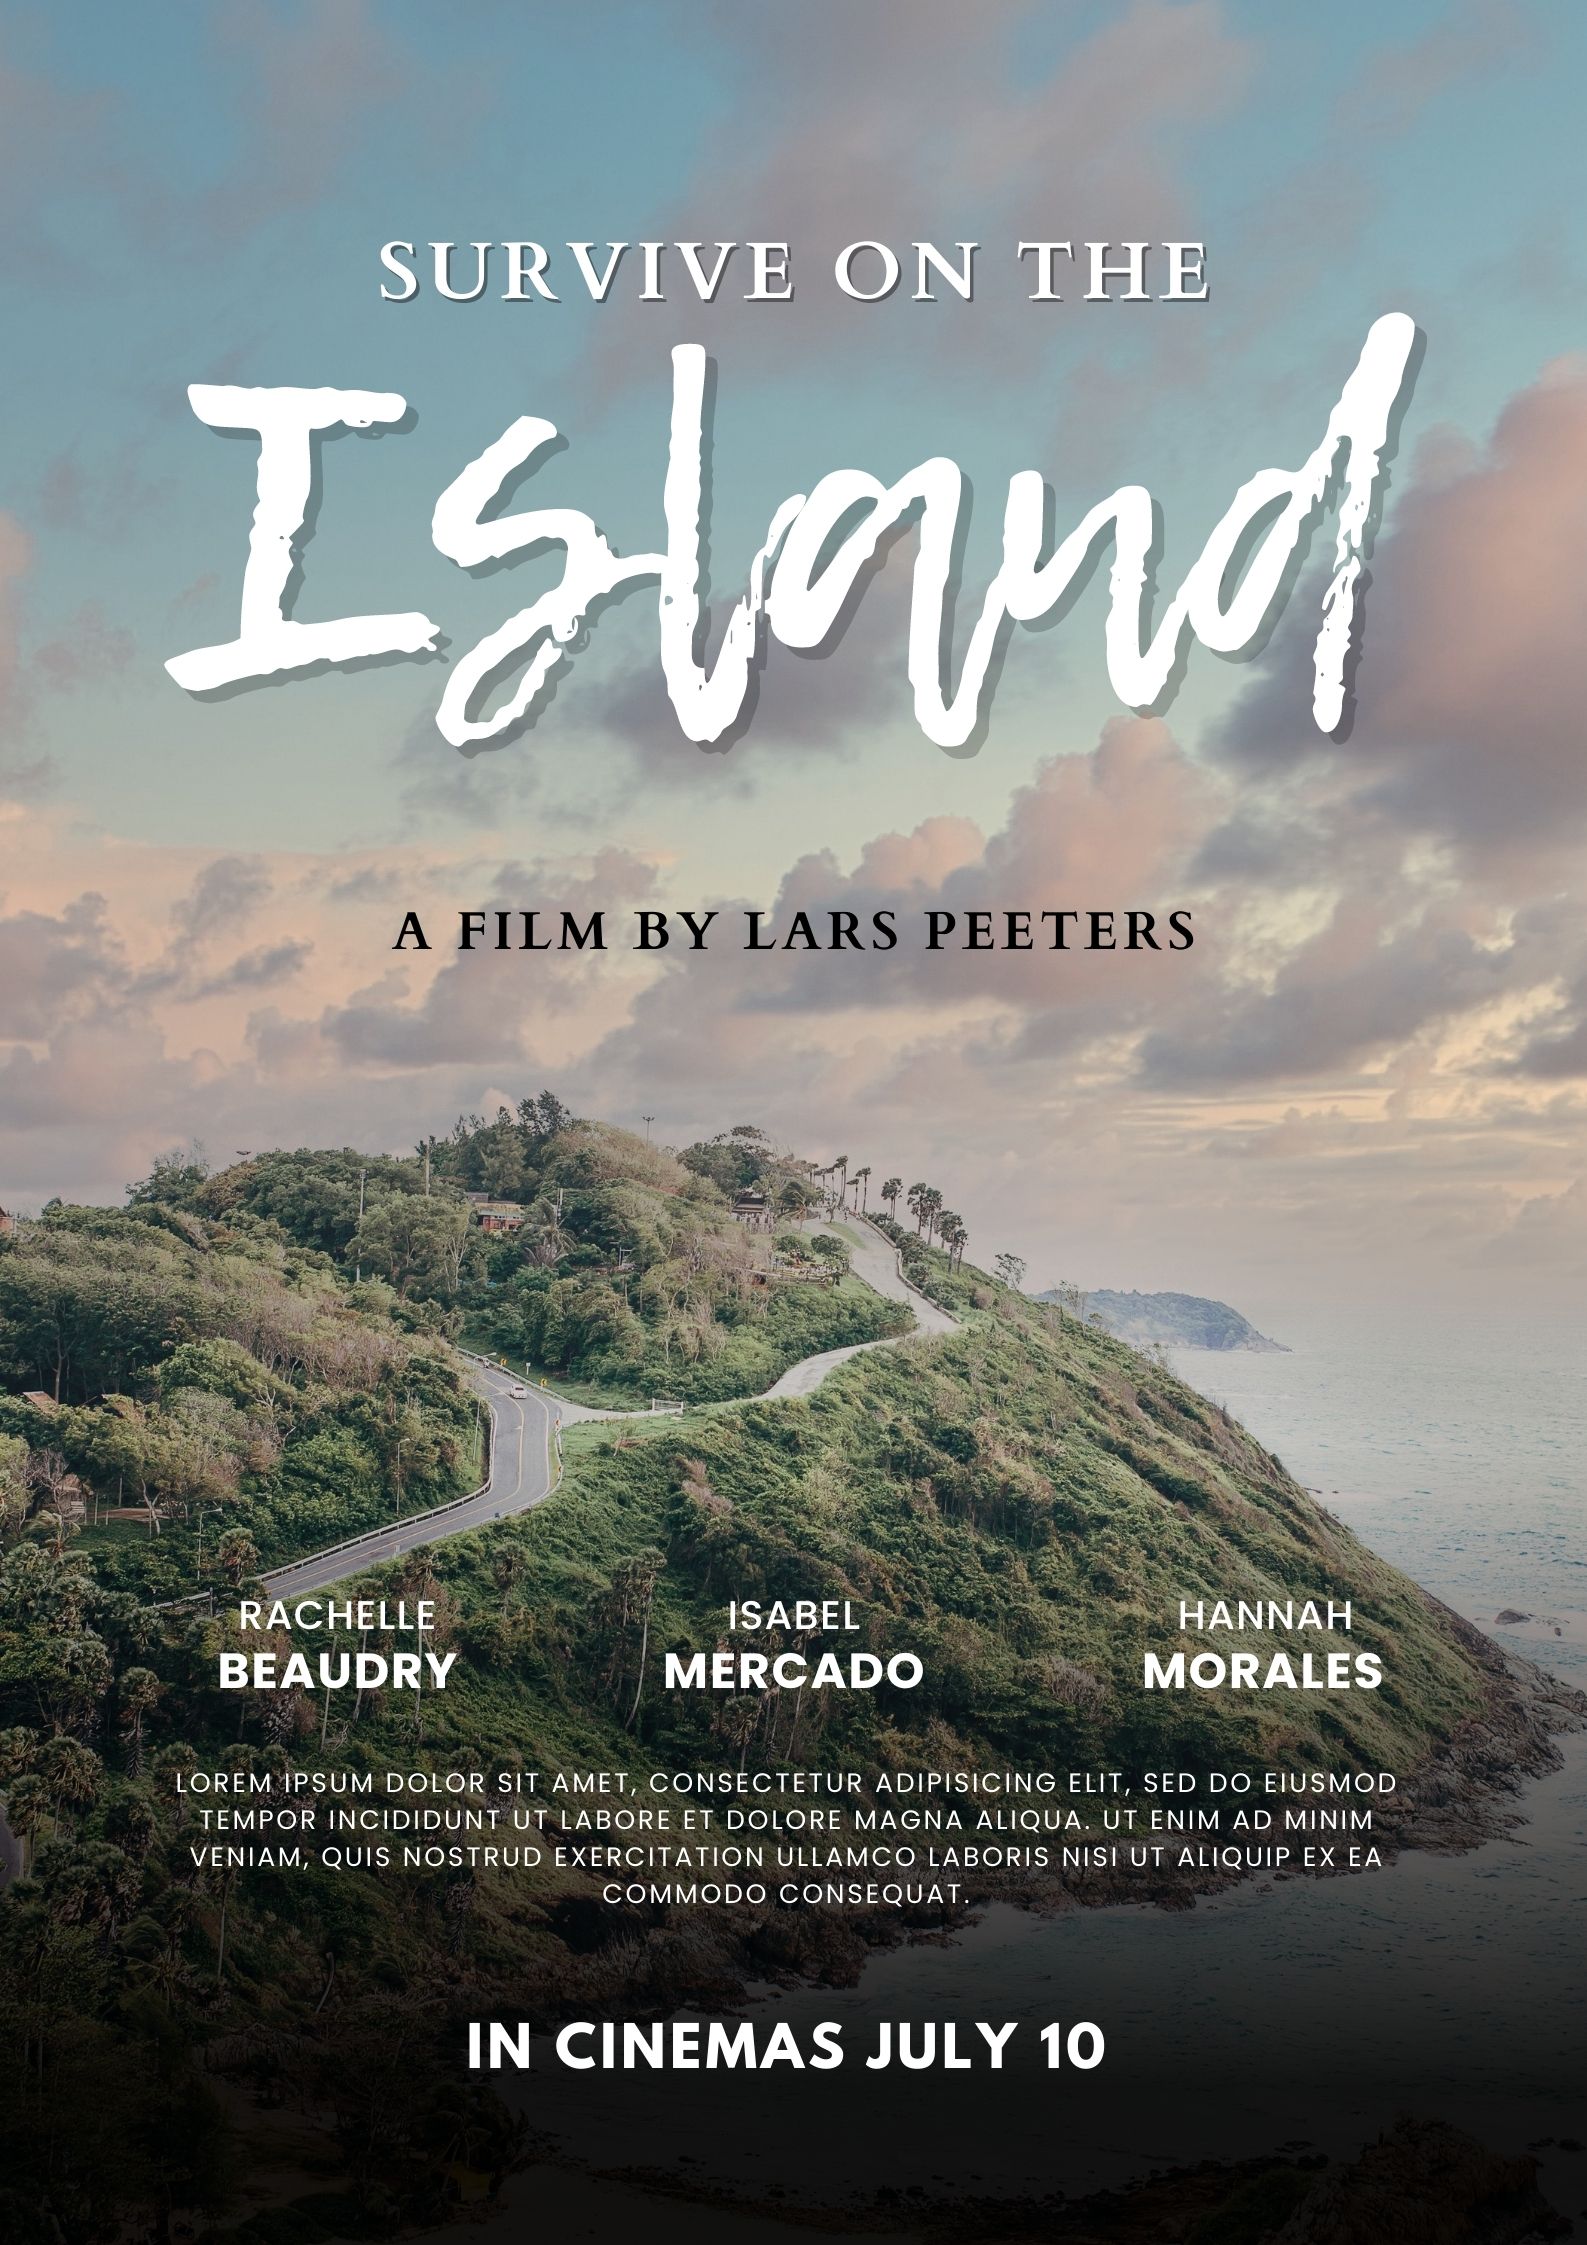 SURVIVE ON THE
Island
A FILM BY LARS PEETERS
RACHELLE
BEAUDRY
ISABEL
MERCADO
HANNAH
MORALES
LOREM IPSUM DOLOR SIT AMET, CONSECTETUR ADIPISICING ELIT, SED DO EIUSMOD
TEMPOR INCIDIDUNT UT LABORE ET DOLORE MAGNA ALIQUA. UT ENIM AD MINIM
VENIAM, QUIS NOSTRUD EXERCITATION ULLAMCO LABORIS NISI UT ALIQUIP EX EA
COMMODO CONSEQUAT.
IN CINEMAS JULY 10